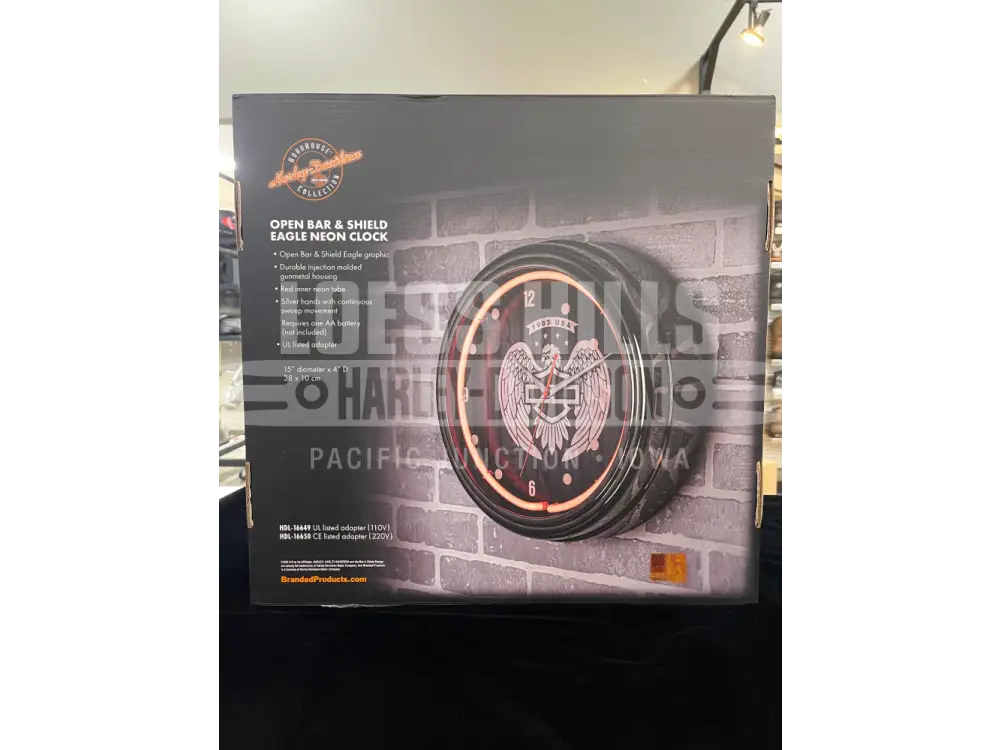 ROADHOUSE
Harley-Davidson
COLLECTION
OPEN BAR & SHIELD
EAGLE NEON CLOCK
• Open Bar & Shield Eagle graphic
• Durable injection molded
gunmetal housing
• Red inner neon tube
• Silver hands with continuous
sweep movement
Requires one AA battery
(not included)
• UL listed adapter
15" diameter x 4" D
38 x 10 cm
12
1903 USA
6
LOESS HILLS
HARLEY-DAVIDSON
PACIFIC JUNCTION • IOWA
HDL-16649 UL listed adapter (110V)
HDL-16650 CE listed adapter (220V)
BrandedProducts.com